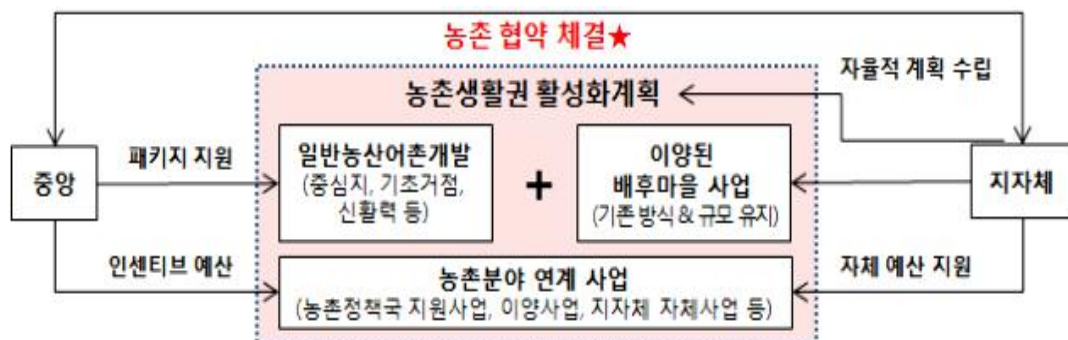 농촌 협약 체결★
자율적 계획 수립
농촌생활권 활성화계획
중앙
패키지 지원
일반농산어촌개발
(중심지, 기초거점,
신활력 등)
+
이양된
배후마을 사업
(기존 방식 & 규모 유지)
지자체
인센티브 예산
농촌분야 연계 사업
(농촌정책국 지원사업, 이양사업, 지자체 자체사업 등)
자체 예산 지원